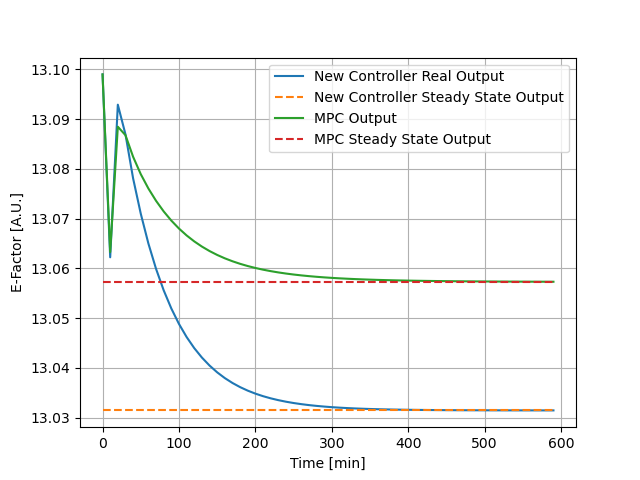 13.10
13.09
13.08
13.07
13.06
13.05
13.04
13.03
E-Factor [A.U.]
New Controller Real Output
New Controller Steady State Output
MPC Output
MPC Steady State Output
0 100 200 300 400 500 600
Time [min]